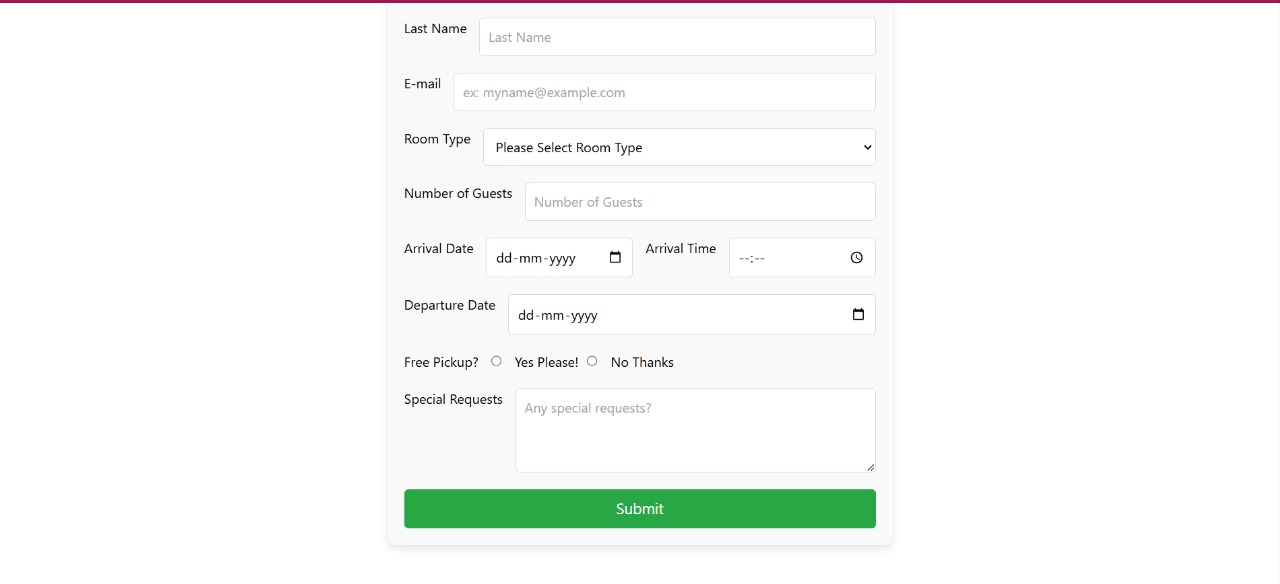 Last Name Last Name
E-mail ex: myname@example.com
Room Type Please Select Room Type
Number of Guests Number of Guests
Arrival Date dd-mm-yyyy Arrival Time --:--
Departure Date dd-mm-yyyy
Free Pickup? Yes Please! No Thanks
Special Requests Any special requests?
Submit